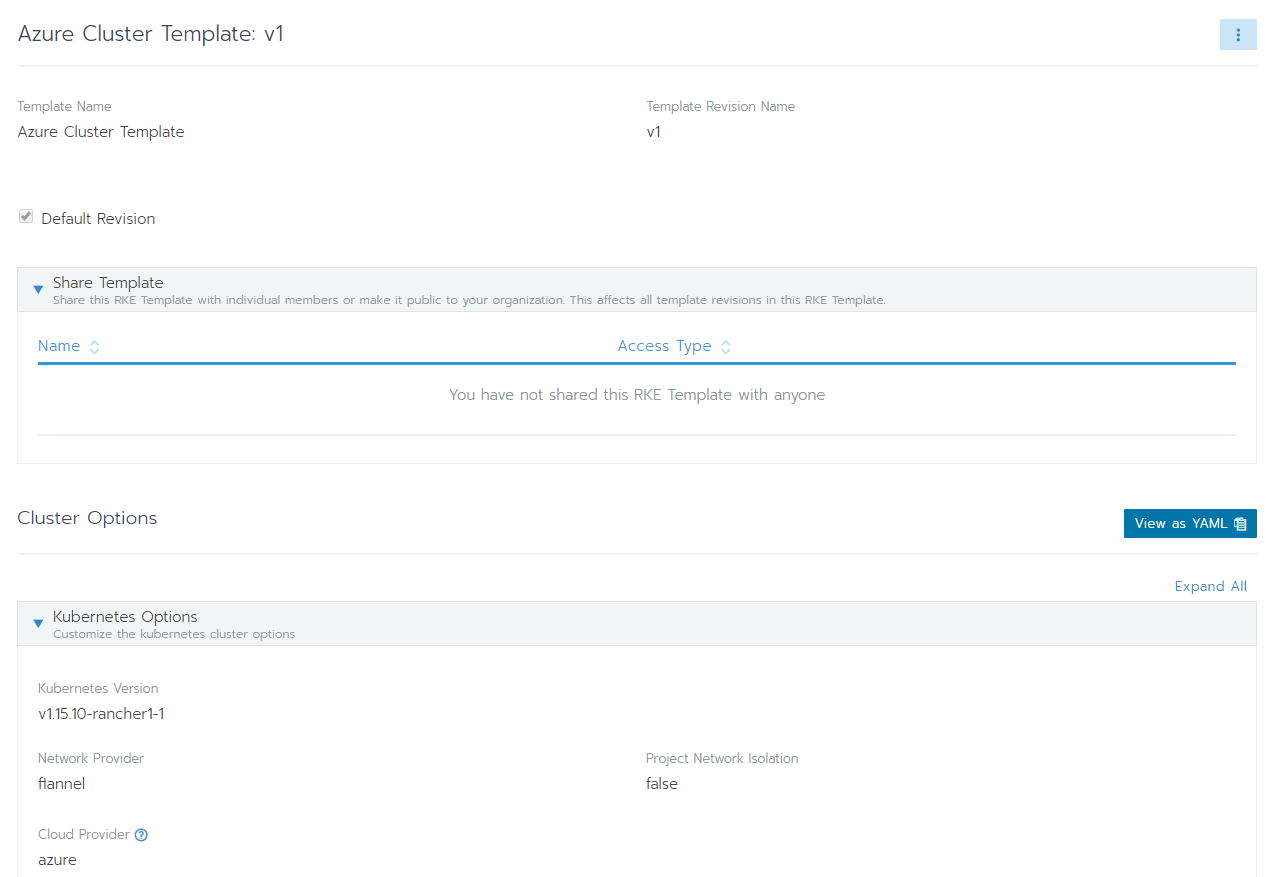 Azure Cluster Template: v1
Template Name
Template Revision Name
Azure Cluster Template
v1
Default Revision
Share Template
Share this RKE Template with individual members or make it public to your organization. This affects all template revisions in this RKE Template.
Name
Access Type
You have not shared this RKE Template with anyone
Cluster Options
View as YAML
Expand All
Kubernetes Options
Customize the kubernetes cluster options
Kubernetes Version
v1.15.10-rancher1-1
Network Provider
Project Network Isolation
flannel
false
Cloud Provider
azure